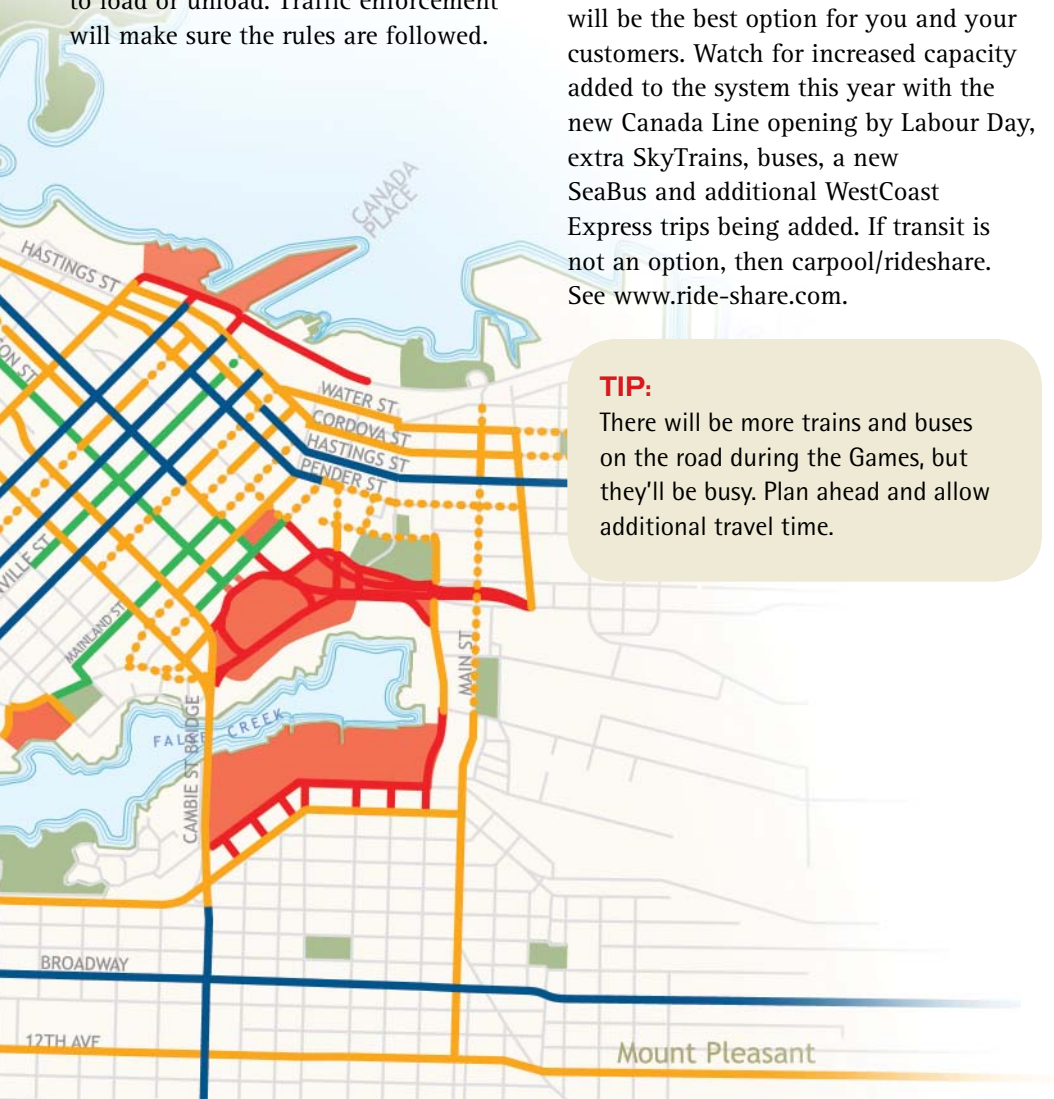 to load or unload. Traffic enforcement
will make sure the rules are followed.
will be the best option for you and your
customers. Watch for increased capacity
added to the system this year with the
new Canada Line opening by Labour Day,
extra SkyTrains, buses, a new
SeaBus and additional WestCoast
Express trips being added. If transit is
not an option, then carpool/rideshare.
See www.ride-share.com.
TIP:
There will be more trains and buses
on the road during the Games, but
they'll be busy. Plan ahead and allow
additional travel time.
CANADA
PLACE
HASTINGS ST
ON ST
WATER ST
CORDOVA ST
HASTINGS ST
PENDER ST
VILLE ST
MAINLAND ST
MAIN ST
CAMBIE ST BRIDGE
FALSE CREEK
BROADWAY
12TH AVE
Mount Pleasant